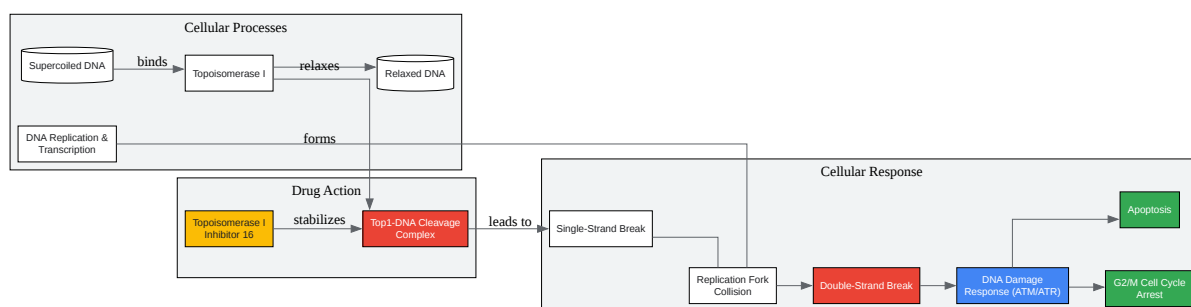 Cellular Processes
Supercoiled DNA
binds
Topoisomerase I
relaxes
Relaxed DNA
DNA Replication &
Transcription
forms
Drug Action
Topoisomerase I
Inhibitor 16
stabilizes
Top1-DNA Cleavage
Complex
leads to
Cellular Response
Single-Strand Break
Replication Fork
Collision
Double-Strand Break
DNA Damage
Response (ATM/ATR)
Apoptosis
G2/M Cell Cycle
Arrest